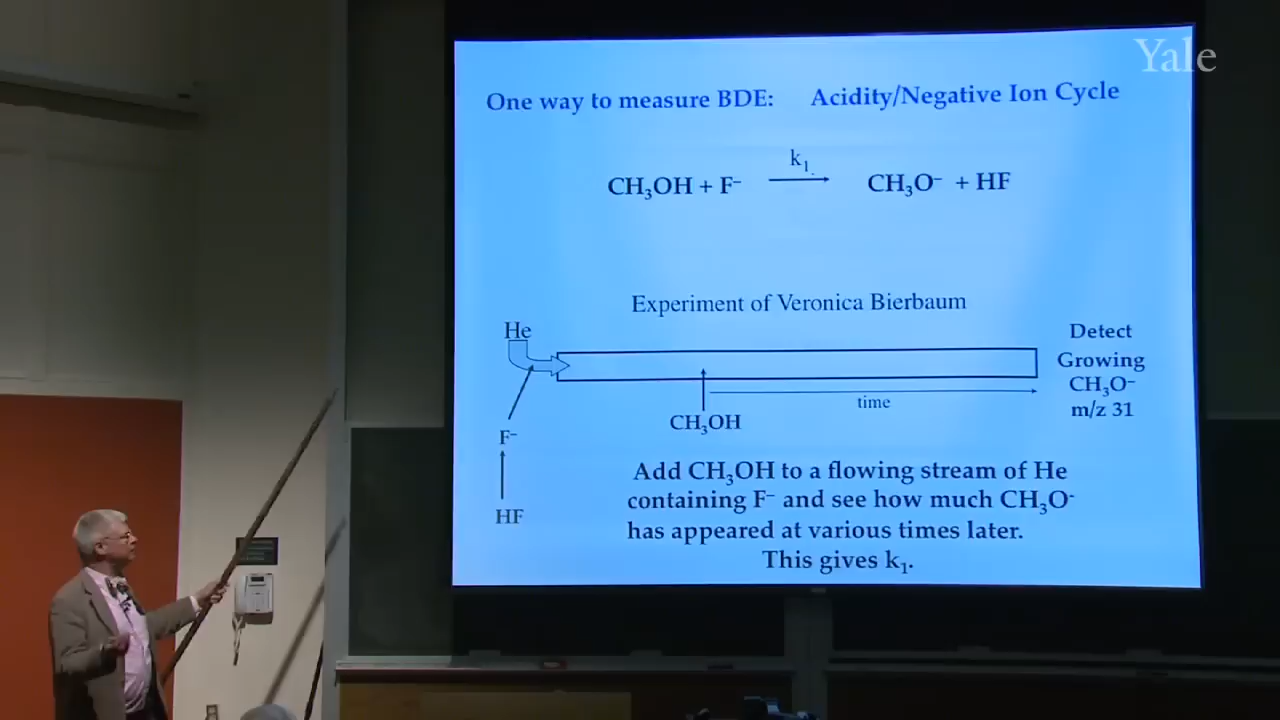 Yale
One way to measure BDE: Acidity/Negative Ion Cycle
k₁
CH₃OH + F⁻ CH₃O⁻ + HF
Experiment of Veronica Bierbaum
He
Detect
Growing
CH₃O⁻
m/z 31
time
CH₃OH
F⁻
HF
Add CH₃OH to a flowing stream of He
containing F⁻ and see how much CH₃O⁻
has appeared at various times later.
This gives k₁.